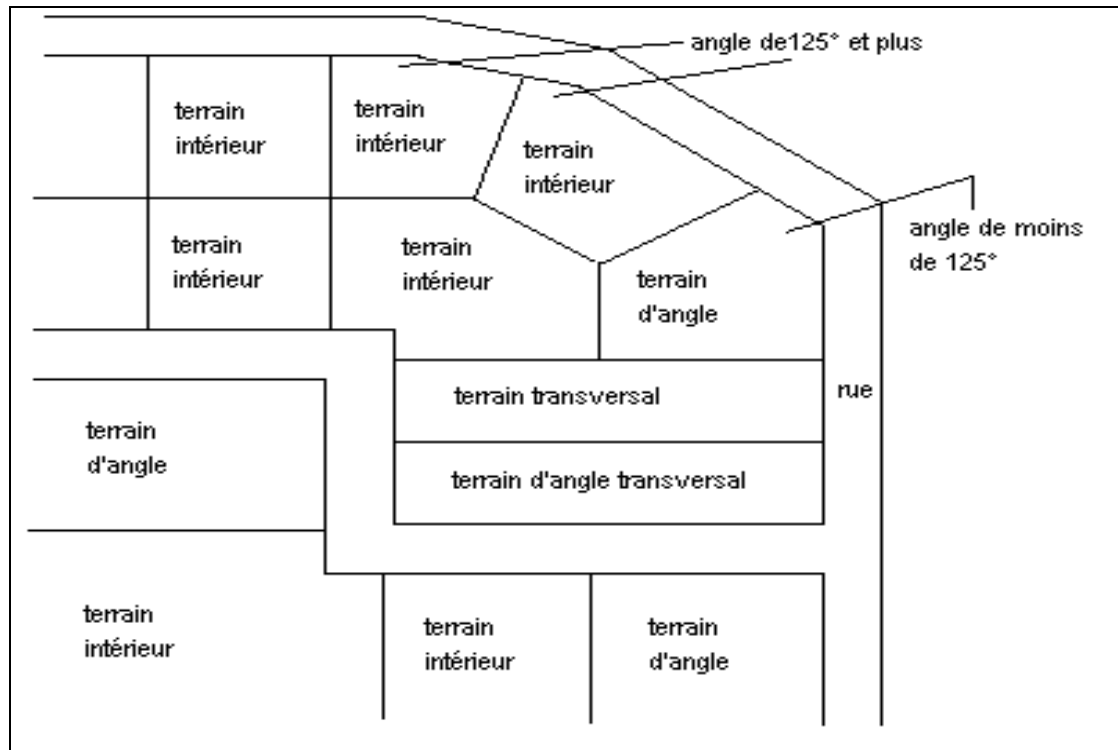 angle de125° et plus
terrain
intérieur
terrain
intérieur
terrain
intérieur
angle de moins
de 125°
terrain
intérieur
terrain
intérieur
terrain
d'angle
terrain transversal
rue
terrain
d'angle
terrain d'angle transversal
terrain
intérieur
terrain
intérieur
terrain
d'angle